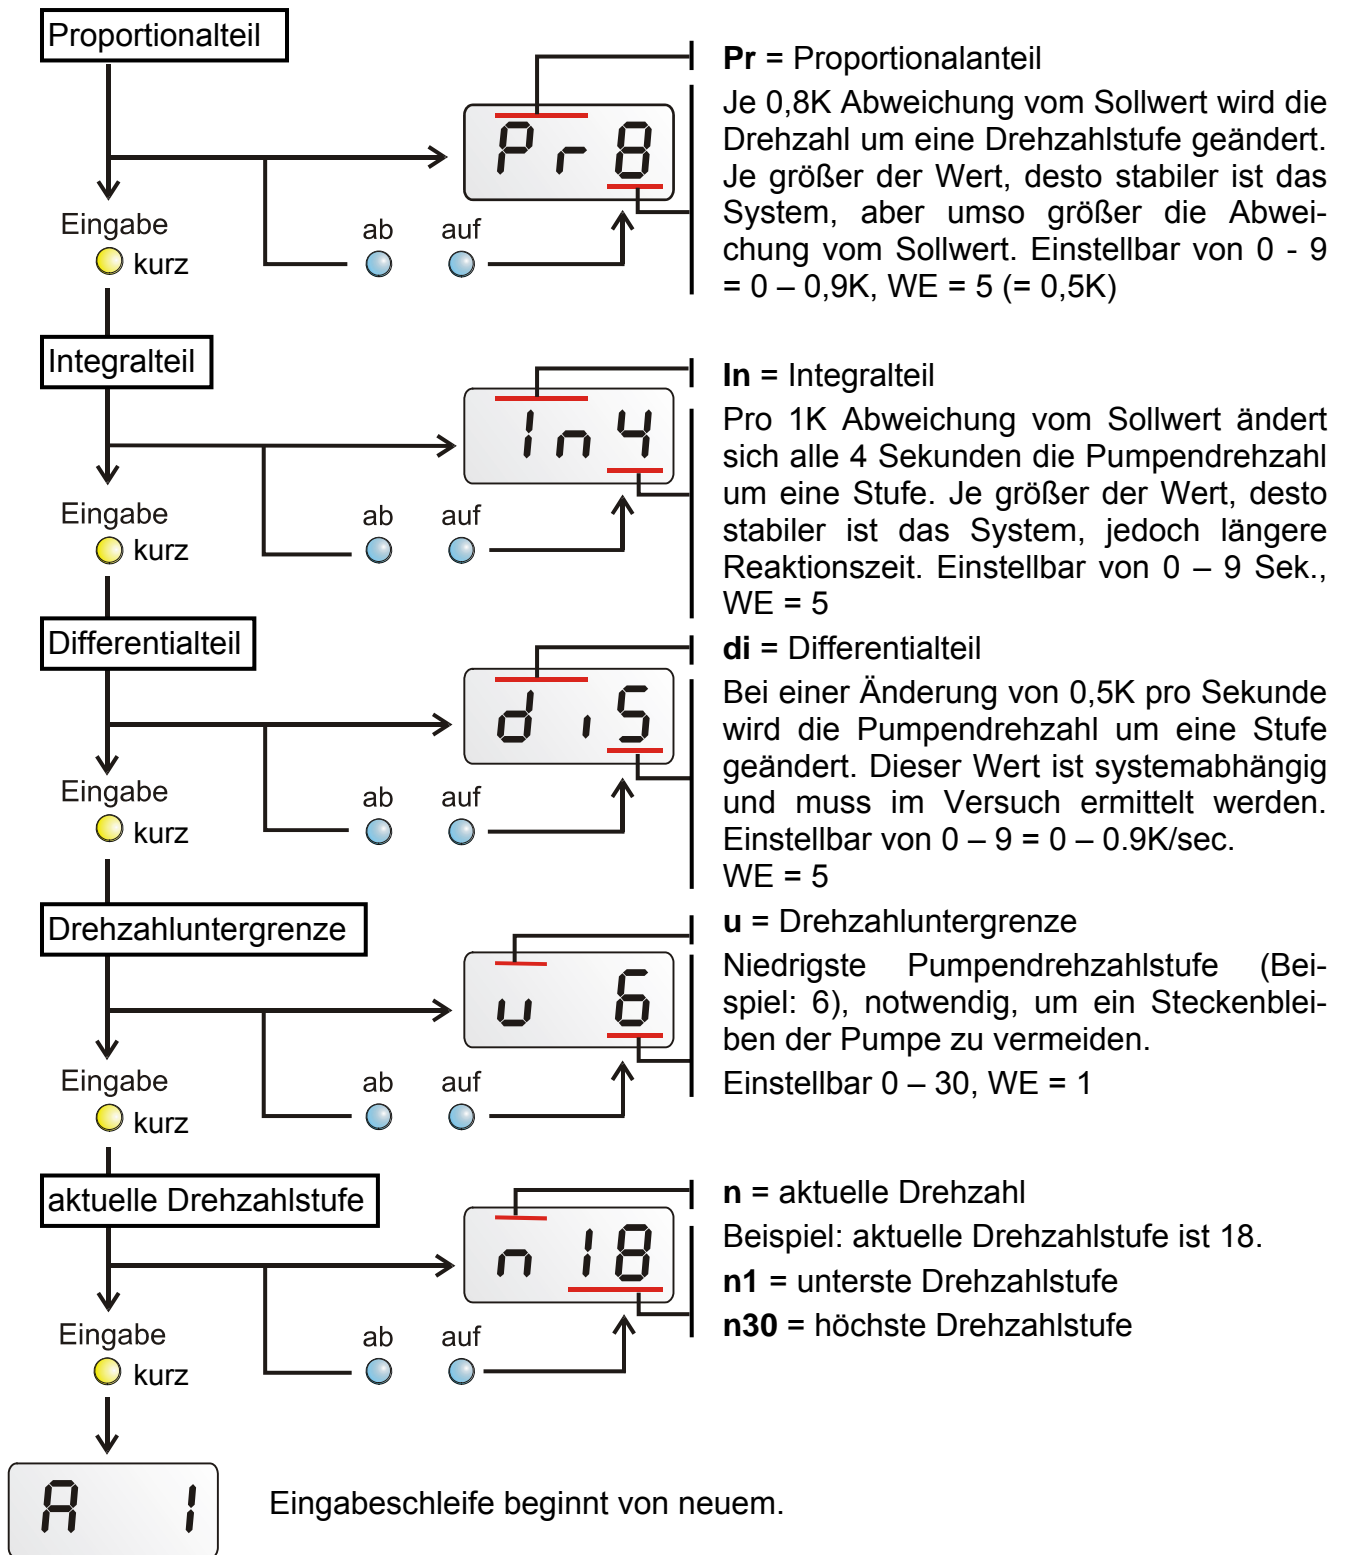 Proportionalteil
Pr = Proportionalanteil
Je 0,8K Abweichung vom Sollwert wird die
Drehzahl um eine Drehzahlstufe geändert.
Je größer der Wert, desto stabiler ist das
System, aber umso größer die Abwei-
chung vom Sollwert. Einstellbar von 0 - 9
= 0 – 0,9K, WE = 5 (= 0,5K)
Pr8
Eingabe
kurz
ab auf
Integralteil
In = Integralteil
Pro 1K Abweichung vom Sollwert ändert
sich alle 4 Sekunden die Pumpendrehzahl
um eine Stufe. Je größer der Wert, desto
stabiler ist das System, jedoch längere
Reaktionszeit. Einstellbar von 0 – 9 Sek.,
WE = 5
In4
Eingabe
kurz
ab auf
Differentialteil
di = Differentialteil
Bei einer Änderung von 0,5K pro Sekunde
wird die Pumpendrehzahl um eine Stufe
geändert. Dieser Wert ist systemabhängig
und muss im Versuch ermittelt werden.
Einstellbar von 0 – 9 = 0 – 0.9K/sec.
WE = 5
di5
Eingabe
kurz
ab auf
Drehzahluntergrenze
u = Drehzahluntergrenze
Niedrigste Pumpendrehzahlstufe (Bei-
spiel: 6), notwendig, um ein Steckenblei-
ben der Pumpe zu vermeiden.
Einstellbar 0 – 30, WE = 1
u 6
Eingabe
kurz
ab auf
aktuelle Drehzahlstufe
n = aktuelle Drehzahl
Beispiel: aktuelle Drehzahlstufe ist 18.
n1 = unterste Drehzahlstufe
n30 = höchste Drehzahlstufe
n 18
Eingabe
kurz
ab auf
A 1
Eingabeschleife beginnt von neuem.